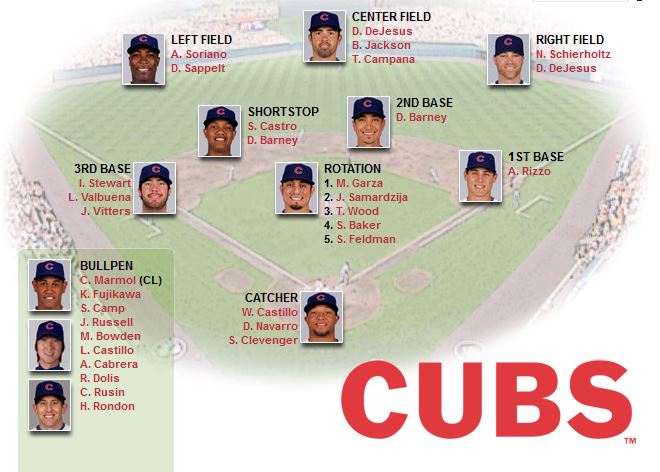 LEFT FIELD
A. Soriano
D. Sappelt
CENTER FIELD
D. DeJesus
B. Jackson
T. Campana
RIGHT FIELD
N. Schierholtz
D. DeJesus
SHORTSTOP
S. Castro
D. Barney
2ND BASE
D. Barney
3RD BASE
I. Stewart
L. Valbuena
J. Vitters
ROTATION
1. M. Garza
2. J. Samardzija
3. T. Wood
4. S. Baker
5. S. Feldman
1ST BASE
A. Rizzo
BULLPEN
C. Marmol (CL)
K. Fujikawa
S. Camp
J. Russell
M. Bowden
L. Castillo
A. Cabrera
R. Dolis
C. Rusin
H. Rondon
CATCHER
W. Castillo
D. Navarro
S. Clevenger
CUBS
TM